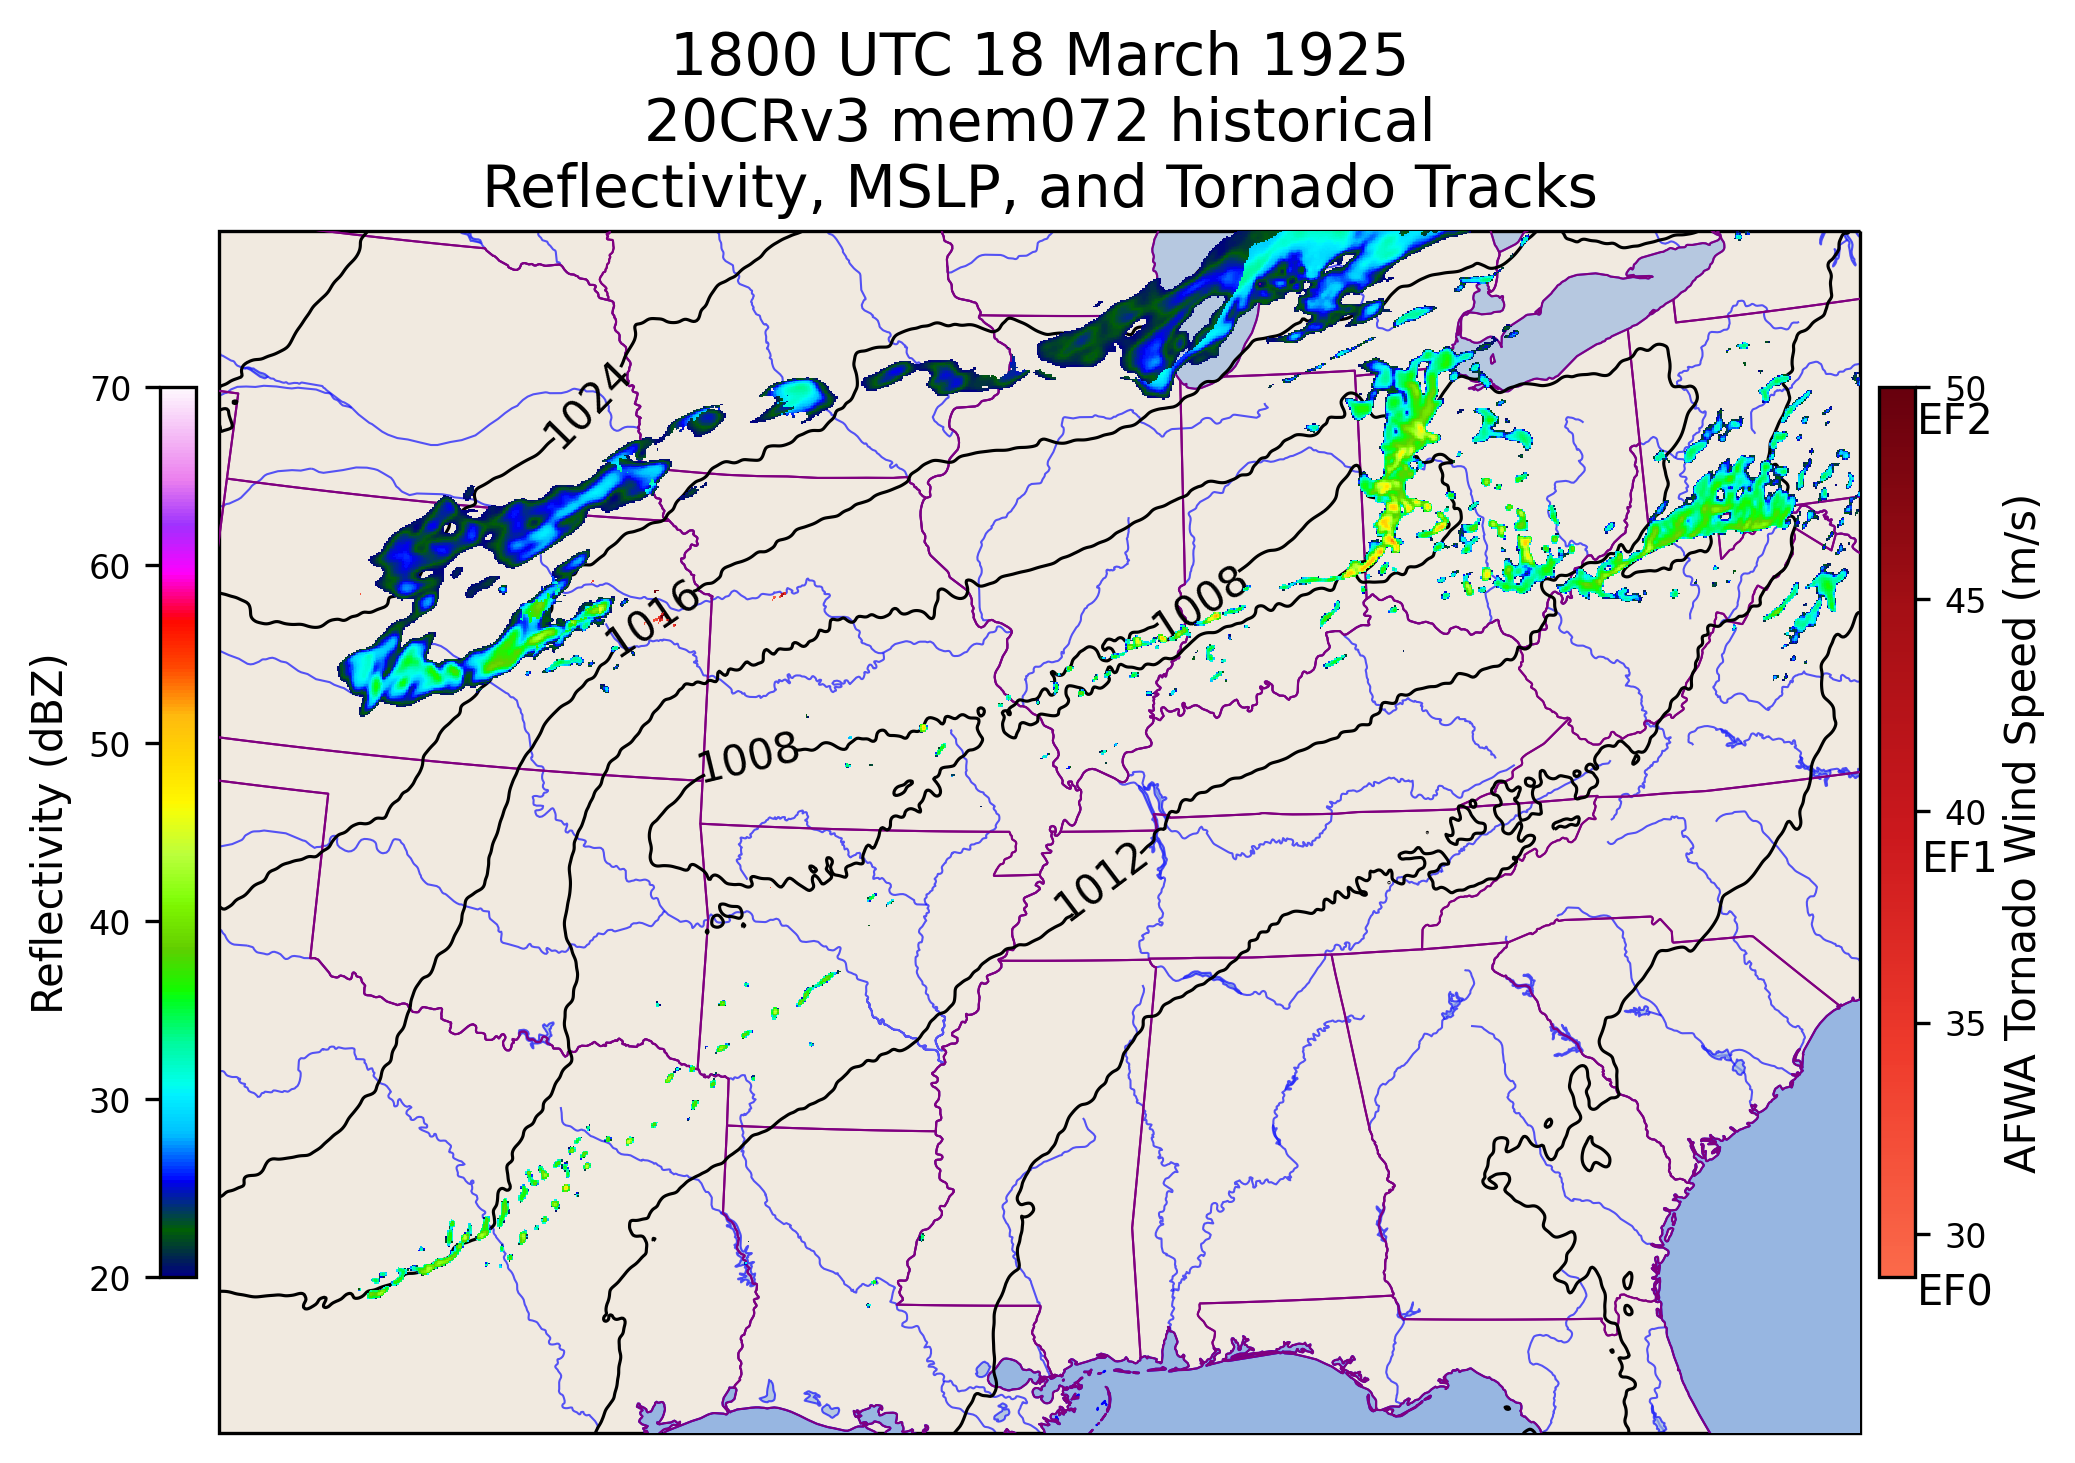 1800 UTC 18 March 1925
20CRv3 mem072 historical
Reflectivity, MSLP, and Tornado Tracks
Reflectivity (dBZ)
70
60
50
40
30
20
1024
1016
1008
1008
1012
50
EF2
45
40
EF1
35
30
EF0
AFWA Tornado Wind Speed (m/s)